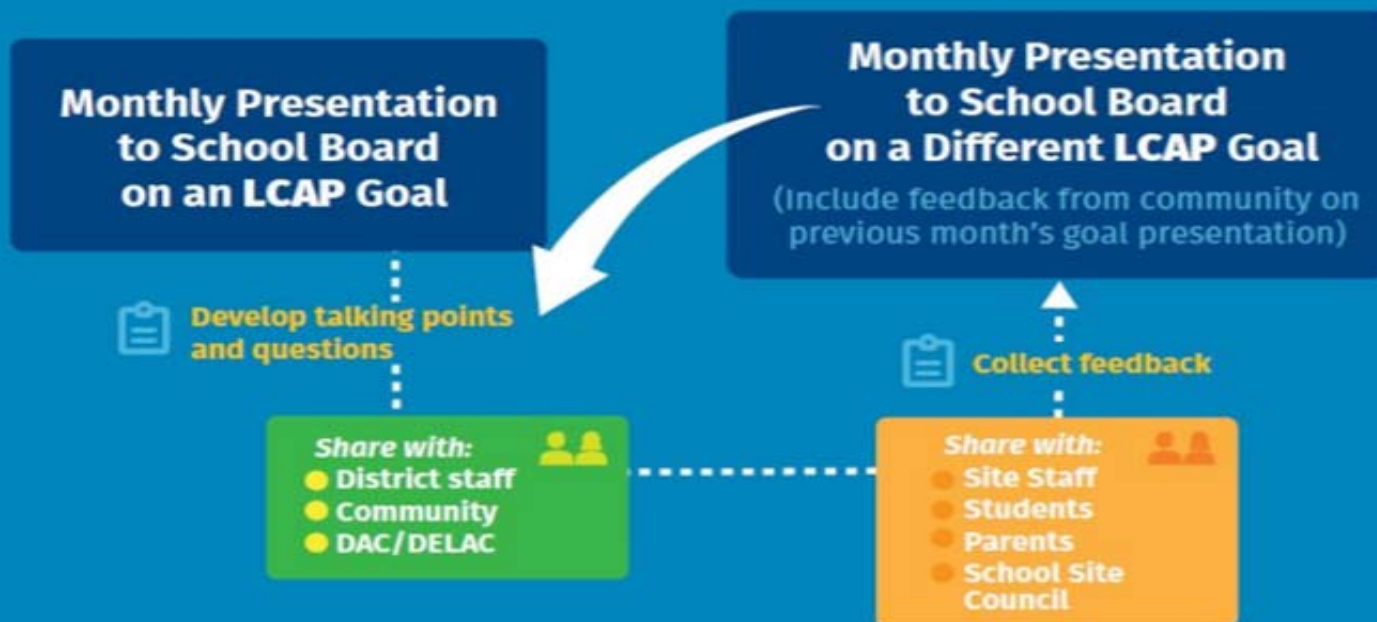 Monthly Presentation
to School Board
on an LCAP Goal
Develop talking points
and questions
Share with:
District staff
Community
DAC/DELAC
Share with:
Site Staff
Students
Parents
School Site
Council
Collect feedback
Monthly Presentation
to School Board
on a Different LCAP Goal
(Include feedback from community on
previous month's goal presentation)